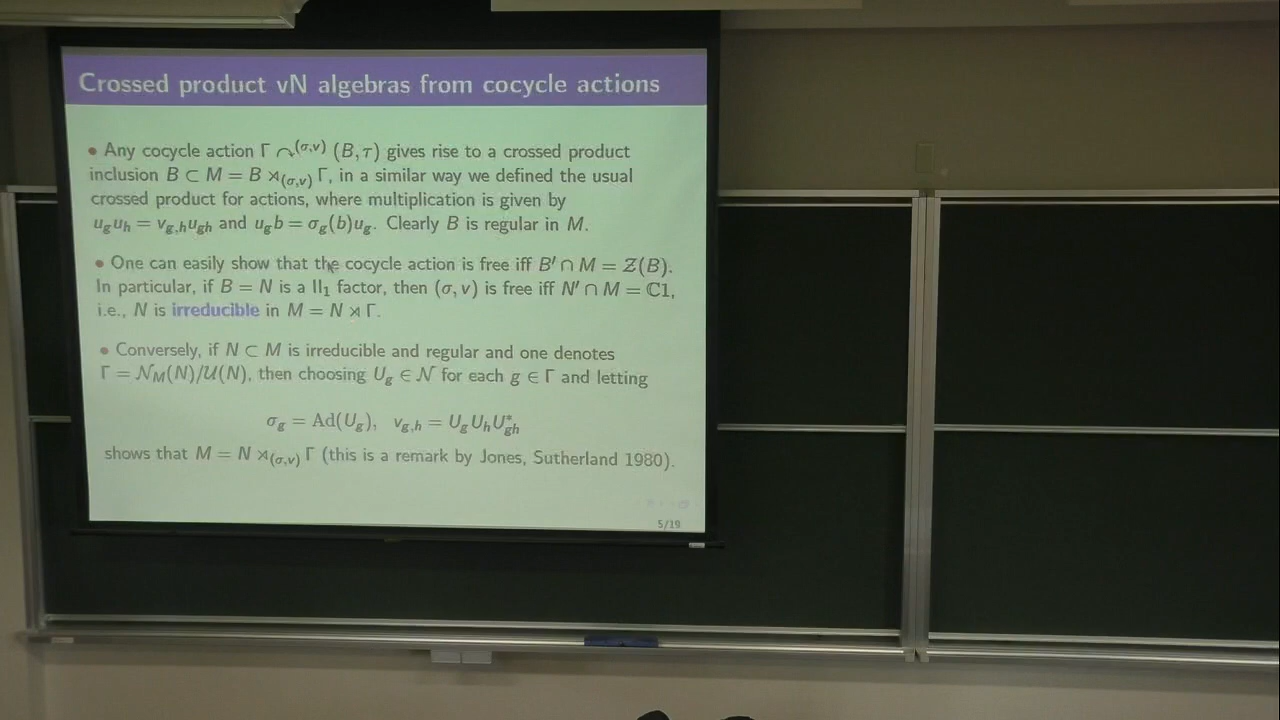 Crossed product vN algebras from cocycle actions
• Any cocycle action Γ ↷^(σ,v) (B, τ) gives rise to a crossed product
inclusion B ⊂ M = B ⋊_(σ,v) Γ, in a similar way we defined the usual
crossed product for actions, where multiplication is given by
u_g u_h = v_{g,h} u_{gh} and u_g b = σ_g(b)u_g. Clearly B is regular in M.
• One can easily show that the cocycle action is free iff B′ ∩ M = Z(B).
In particular, if B = N is a II₁ factor, then (σ, v) is free iff N′ ∩ M = ℂ1,
i.e., N is irreducible in M = N ⋊ Γ.
• Conversely, if N ⊂ M is irreducible and regular and one denotes
Γ = N_M(N)/U(N), then choosing U_g ∈ N for each g ∈ Γ and letting
σ_g = Ad(U_g), v_{g,h} = U_g U_h U*_{gh}
shows that M = N ⋊_(σ,v) Γ (this is a remark by Jones, Sutherland 1980).
5/19